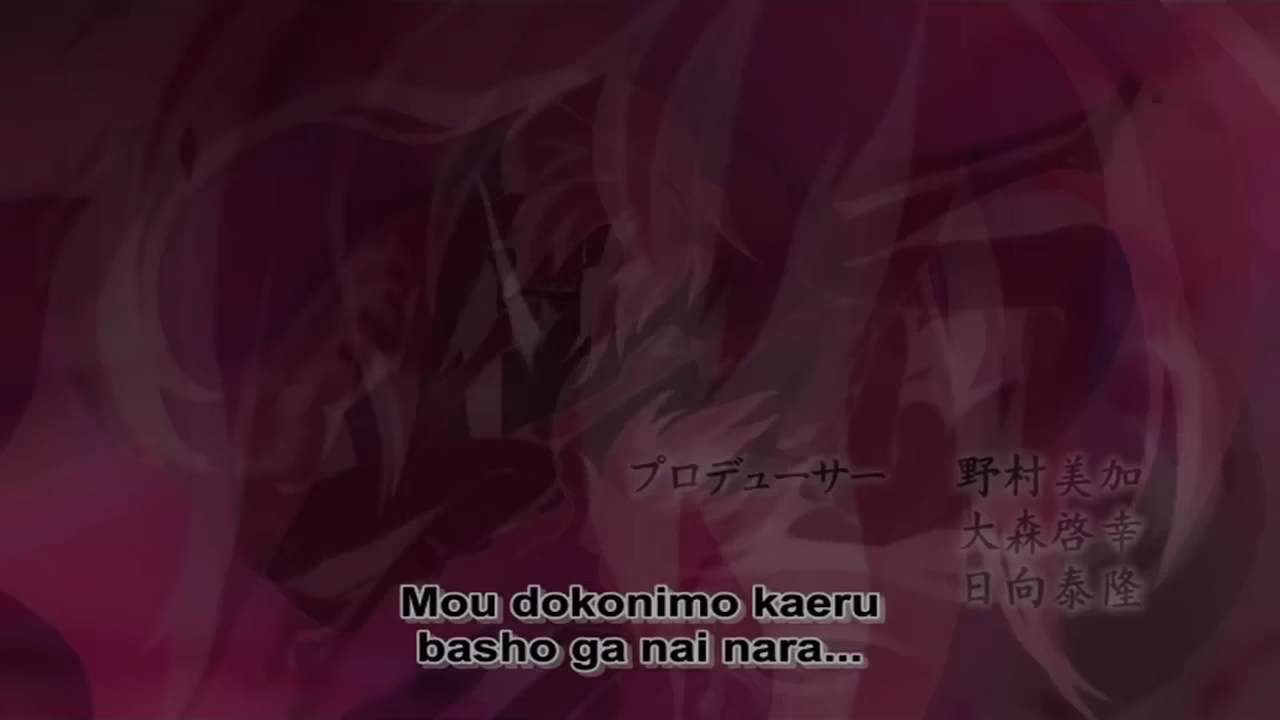 プロデューサー 野村美加
大森啓幸
日向泰隆
Mou dokonimo kaeru
basho ga nai nara...